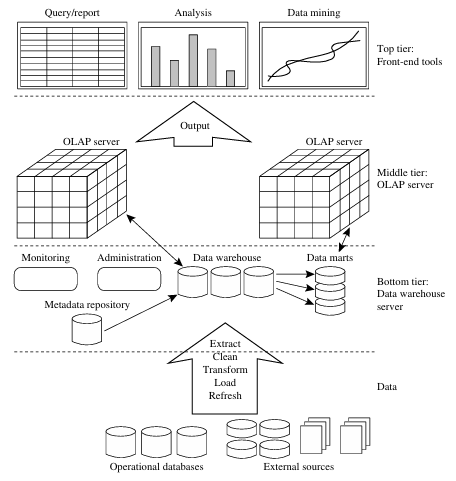 Query/report
Analysis
Data mining
Top tier:
Front-end tools
Output
OLAP server
OLAP server
Middle tier:
OLAP server
Monitoring
Administration
Data warehouse
Data marts
Bottom tier:
Data warehouse
server
Metadata repository
Extract
Clean
Transform
Load
Refresh
Data
Operational databases
External sources